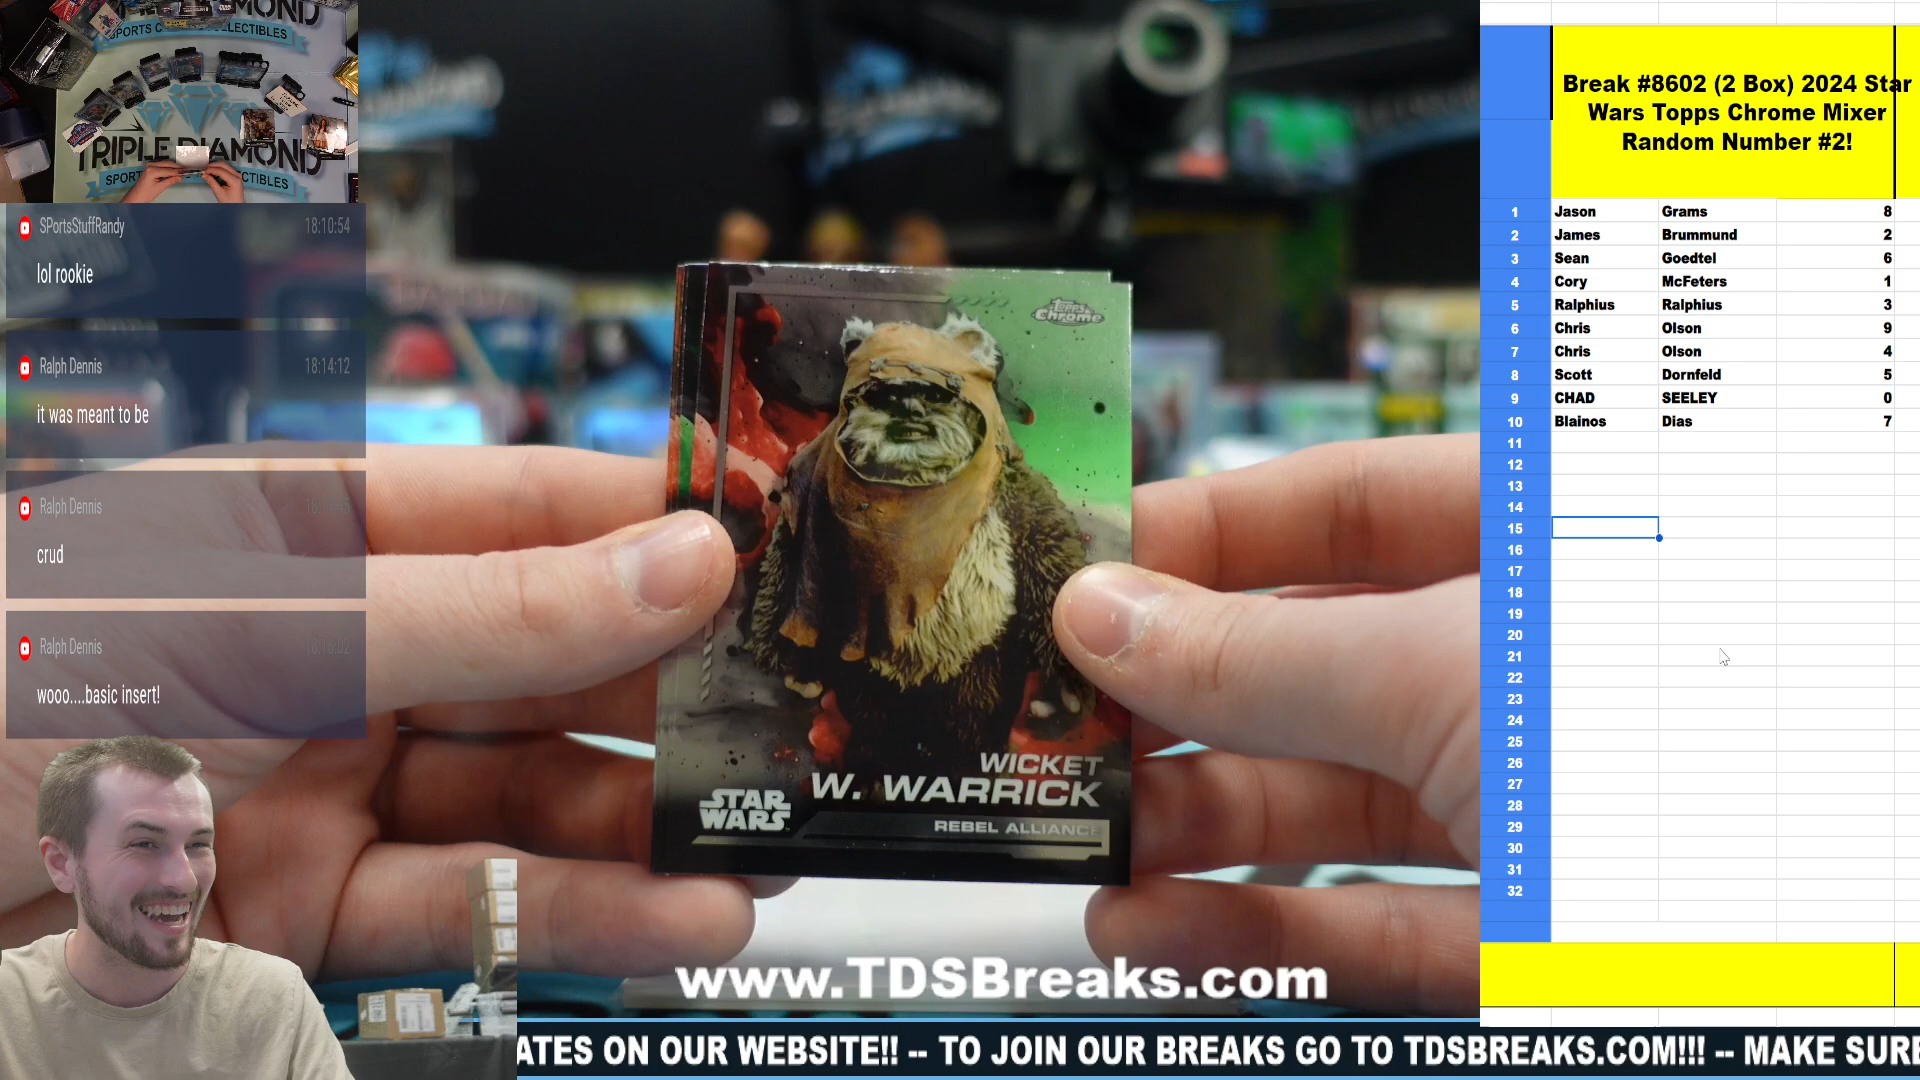 DIAMOND
SPORTS COLLECTIBLES
TRIPLE DIAMOND
SPORTS COLLECTIBLES
SPortsStuffRandy 18:10:54
lol rookie
Ralph Dennis 18:14:12
it was meant to be
Ralph Dennis
crud
Ralph Dennis 18:16:02
wooo....basic insert!
Topps
Chrome
WICKET
W. WARRICK
STAR
WARS
REBEL ALLIANCE
www.TDSBreaks.com
ATES ON OUR WEBSITE!! -- TO JOIN OUR BREAKS GO TO TDSBREAKS.COM!!! -- MAKE SURE
Break #8602 (2 Box) 2024 Star
Wars Topps Chrome Mixer
Random Number #2!
1 Jason Grams 8
2 James Brummund 2
3 Sean Goedtel 6
4 Cory McFeters 1
5 Ralphius Ralphius 3
6 Chris Olson 9
7 Chris Olson 4
8 Scott Dornfeld 5
9 CHAD SEELEY 0
10 Blainos Dias 7
11
12
13
14
15
16
17
18
19
20
21
22
23
24
25
26
27
28
29
30
31
32